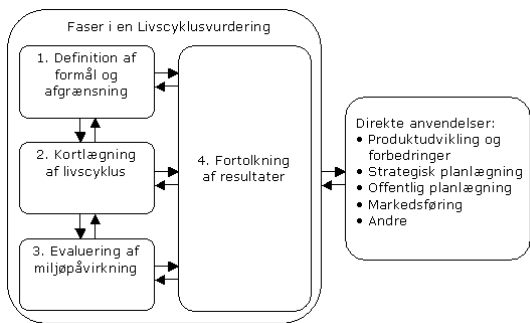 Faser i en Livscyklusvurdering
1. Definition af
formål og
afgrænsning
2. Kortlægning
af livscyklus
3. Evaluering af
miljøpåvirkning
4. Fortolkning
af resultater
Direkte anvendelser:
• Produktudvikling og
forbedringer
• Strategisk planlægning
• Offentlig planlægning
• Markedsføring
• Andre